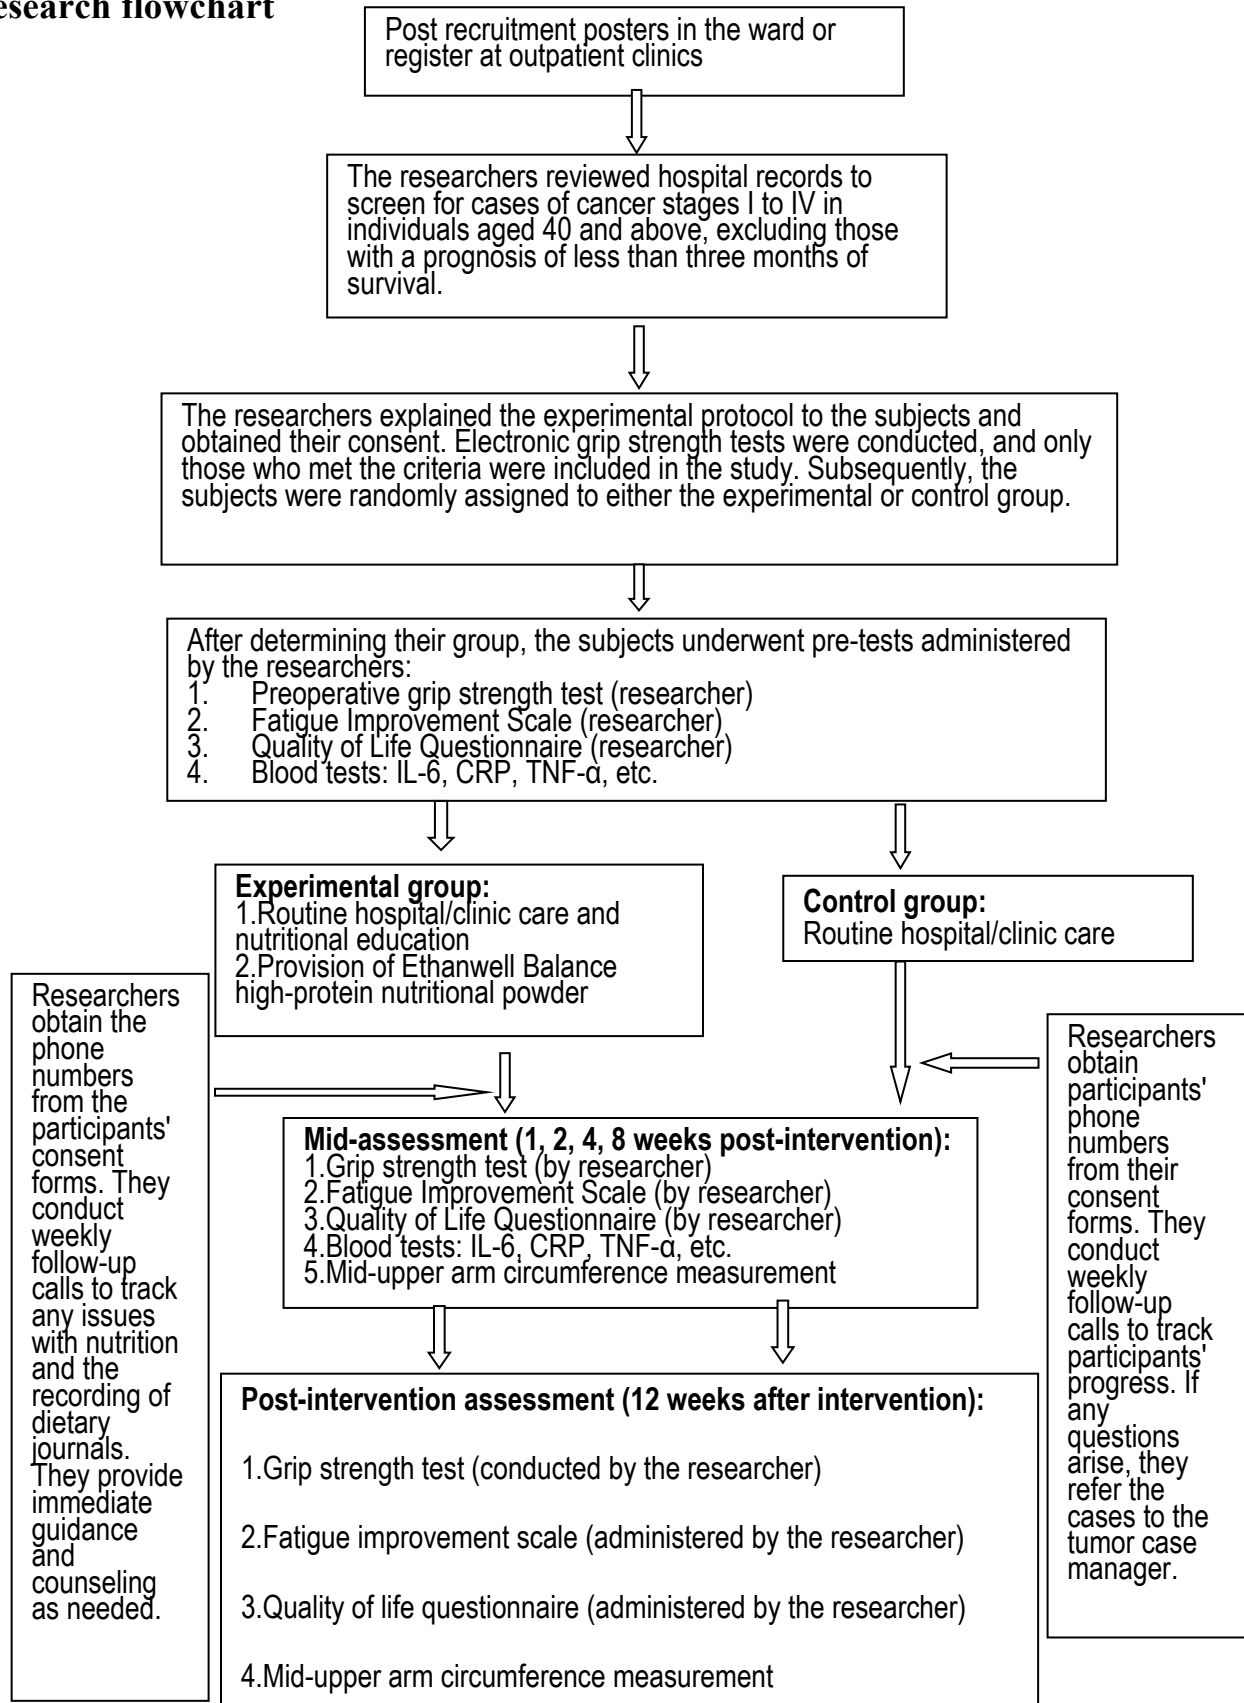 esearch flowchart
Post recruitment posters in the ward or
register at outpatient clinics
The researchers reviewed hospital records to
screen for cases of cancer stages I to IV in
individuals aged 40 and above, excluding those
with a prognosis of less than three months of
survival.
The researchers explained the experimental protocol to the subjects and
obtained their consent. Electronic grip strength tests were conducted, and only
those who met the criteria were included in the study. Subsequently, the
subjects were randomly assigned to either the experimental or control group.
After determining their group, the subjects underwent pre-tests administered
by the researchers:
1. Preoperative grip strength test (researcher)
2. Fatigue Improvement Scale (researcher)
3. Quality of Life Questionnaire (researcher)
4. Blood tests: IL-6, CRP, TNF-α, etc.
Experimental group:
1.Routine hospital/clinic care and
nutritional education
2.Provision of Ethanwell Balance
high-protein nutritional powder
Control group:
Routine hospital/clinic care
Researchers
obtain the
phone
numbers
from the
participants'
consent
forms. They
conduct
weekly
follow-up
calls to track
any issues
with nutrition
and the
recording of
dietary
journals.
They provide
immediate
guidance
and
counseling
as needed.
Researchers
obtain
participants'
phone
numbers
from their
consent
forms. They
conduct
weekly
follow-up
calls to track
participants'
progress. If
any
questions
arise, they
refer the
cases to the
tumor case
manager.
Mid-assessment (1, 2, 4, 8 weeks post-intervention):
1.Grip strength test (by researcher)
2.Fatigue Improvement Scale (by researcher)
3.Quality of Life Questionnaire (by researcher)
4.Blood tests: IL-6, CRP, TNF-α, etc.
5.Mid-upper arm circumference measurement
Post-intervention assessment (12 weeks after intervention):
1.Grip strength test (conducted by the researcher)
2.Fatigue improvement scale (administered by the researcher)
3.Quality of life questionnaire (administered by the researcher)
4.Mid-upper arm circumference measurement